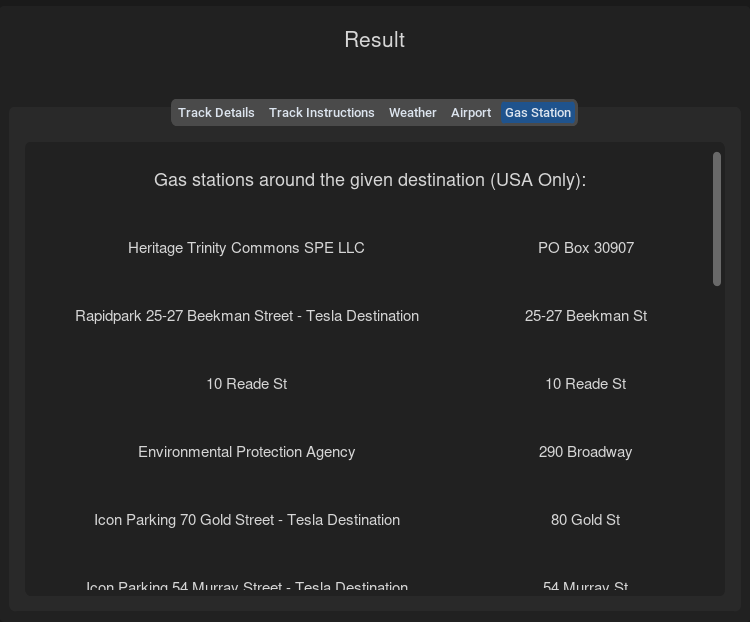 Result
Track Details Track Instructions Weather Airport Gas Station
Gas stations around the given destination (USA Only):
Heritage Trinity Commons SPE LLC PO Box 30907
Rapidpark 25-27 Beekman Street - Tesla Destination 25-27 Beekman St
10 Reade St 10 Reade St
Environmental Protection Agency 290 Broadway
Icon Parking 70 Gold Street - Tesla Destination 80 Gold St
Icon Parking 54 Murray Street - Tesla Destination 54 Murray St